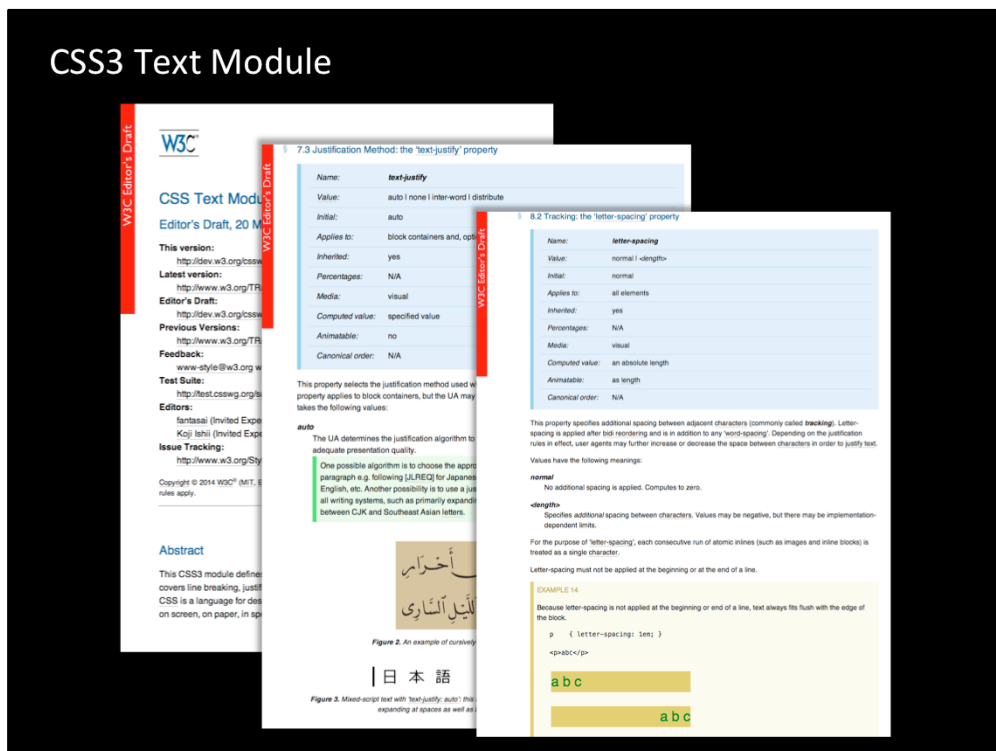 CSS3 Text Module
W3C Editor's Draft
W3C®
CSS Text Modu
Editor's Draft, 20 M
This version:
http://dev.w3.org/cssw
Latest version:
http://www.w3.org/TR
Editor's Draft:
http://dev.w3.org/cssw
Previous Versions:
http://www.w3.org/TR
Feedback:
www-style@w3.org w
Test Suite:
http://test.csswg.org/s
Editors:
fantasai (Invited Expe
Koji Ishii (Invited Expe
Issue Tracking:
http://www.w3.org/Sty
Copyright © 2014 W3C® (MIT, E
rules apply.
Abstract
This CSS3 module define
covers line breaking, justif
CSS is a language for des
on screen, on paper, in sp
W3C Editor's Draft
§ 7.3 Justification Method: the 'text-justify' property
Name: text-justify
Value: auto | none | inter-word | distribute
Initial: auto
Applies to: block containers and, opti
Inherited: yes
Percentages: N/A
Media: visual
Computed value: specified value
Animatable: no
Canonical order: N/A
This property selects the justification method used w
property applies to block containers, but the UA may
takes the following values:
auto
The UA determines the justification algorithm to
adequate presentation quality.
One possible algorithm is to choose the appro
paragraph e.g. following [JLREQ] for Japanes
English, etc. Another possibility is to use a jus
all writing systems, such as primarily expandi
between CJK and Southeast Asian letters.
أَحْرَارِ
اللَّيْلِ ٱلسَّارِى
Figure 2. An example of cursively
日 本 語
Figure 3. Mixed-script text with 'text-justify: auto': this
expanding at spaces as well as
W3C Editor's Draft
§ 8.2 Tracking: the 'letter-spacing' property
Name: letter-spacing
Value: normal | <length>
Initial: normal
Applies to: all elements
Inherited: yes
Percentages: N/A
Media: visual
Computed value: an absolute length
Animatable: as length
Canonical order: N/A
This property specifies additional spacing between adjacent characters (commonly called tracking). Letter-
spacing is applied after bidi reordering and is in addition to any 'word-spacing'. Depending on the justification
rules in effect, user agents may further increase or decrease the space between characters in order to justify text.
Values have the following meanings:
normal
No additional spacing is applied. Computes to zero.
<length>
Specifies additional spacing between characters. Values may be negative, but there may be implementation-
dependent limits.
For the purpose of 'letter-spacing', each consecutive run of atomic inlines (such as images and inline blocks) is
treated as a single character.
Letter-spacing must not be applied at the beginning or at the end of a line.
EXAMPLE 14
Because letter-spacing is not applied at the beginning or end of a line, text always fits flush with the edge of
the block.
p { letter-spacing: 1em; }
<p>abc</p>
a b c
a b c